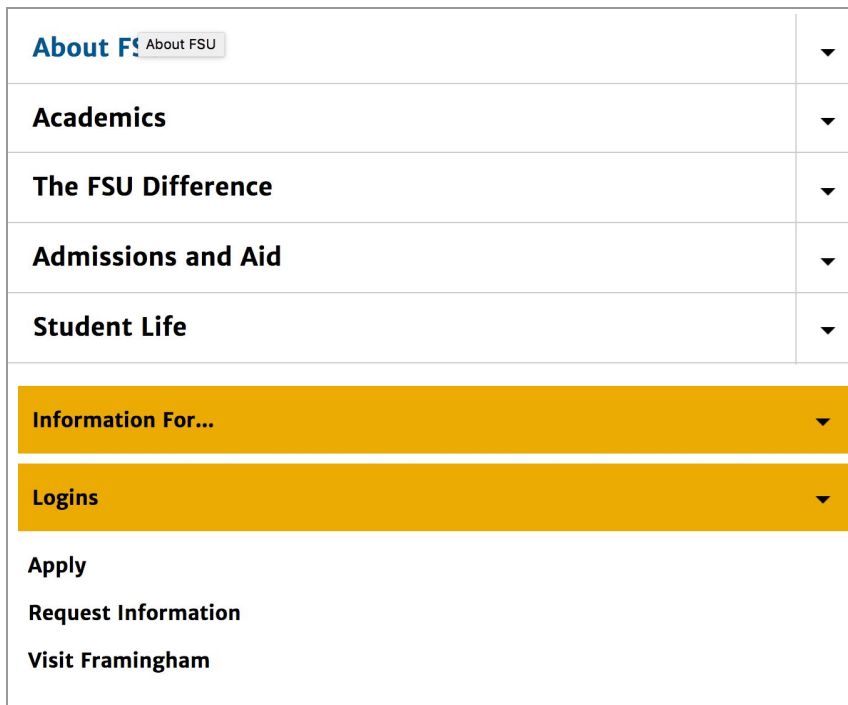 About FS
About FSU
Academics
The FSU Difference
Admissions and Aid
Student Life
Information For...
Logins
Apply
Request Information
Visit Framingham